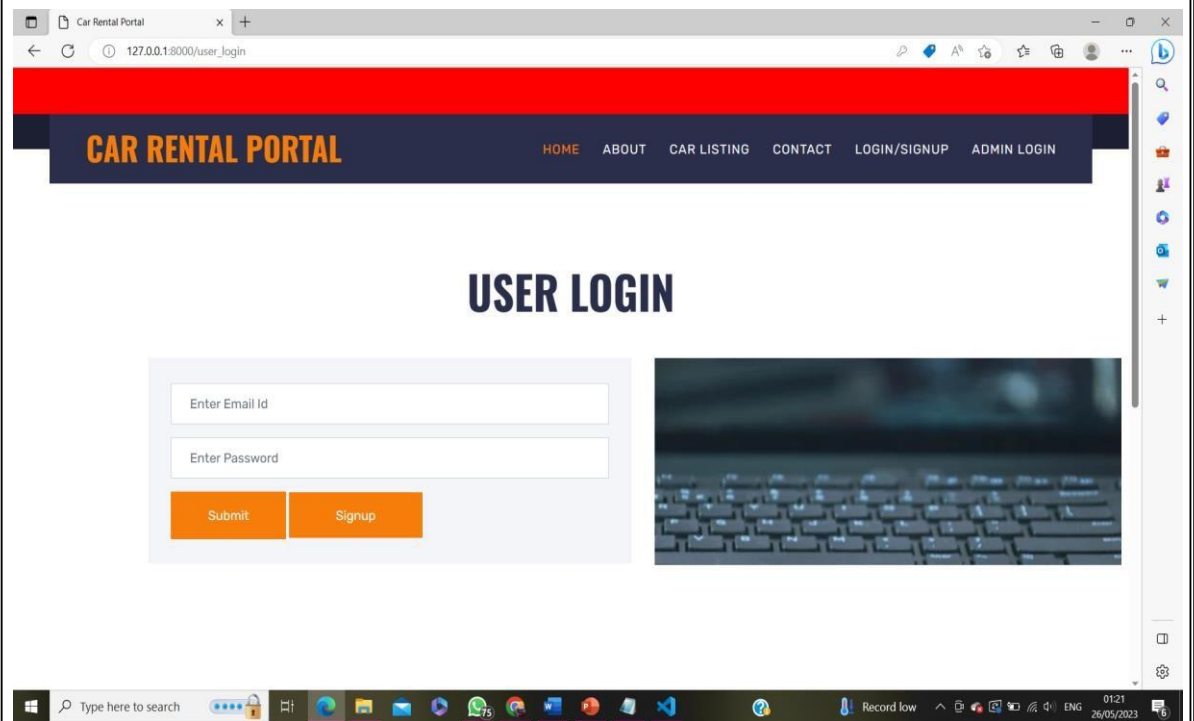 Car Rental Portal
127.0.0.1:8000/user_login
CAR RENTAL PORTAL
HOME ABOUT CAR LISTING CONTACT LOGIN/SIGNUP ADMIN LOGIN
USER LOGIN
Enter Email Id
Enter Password
Submit Signup
Type here to search
75
Record low
ENG
01:21
26/05/2023
6